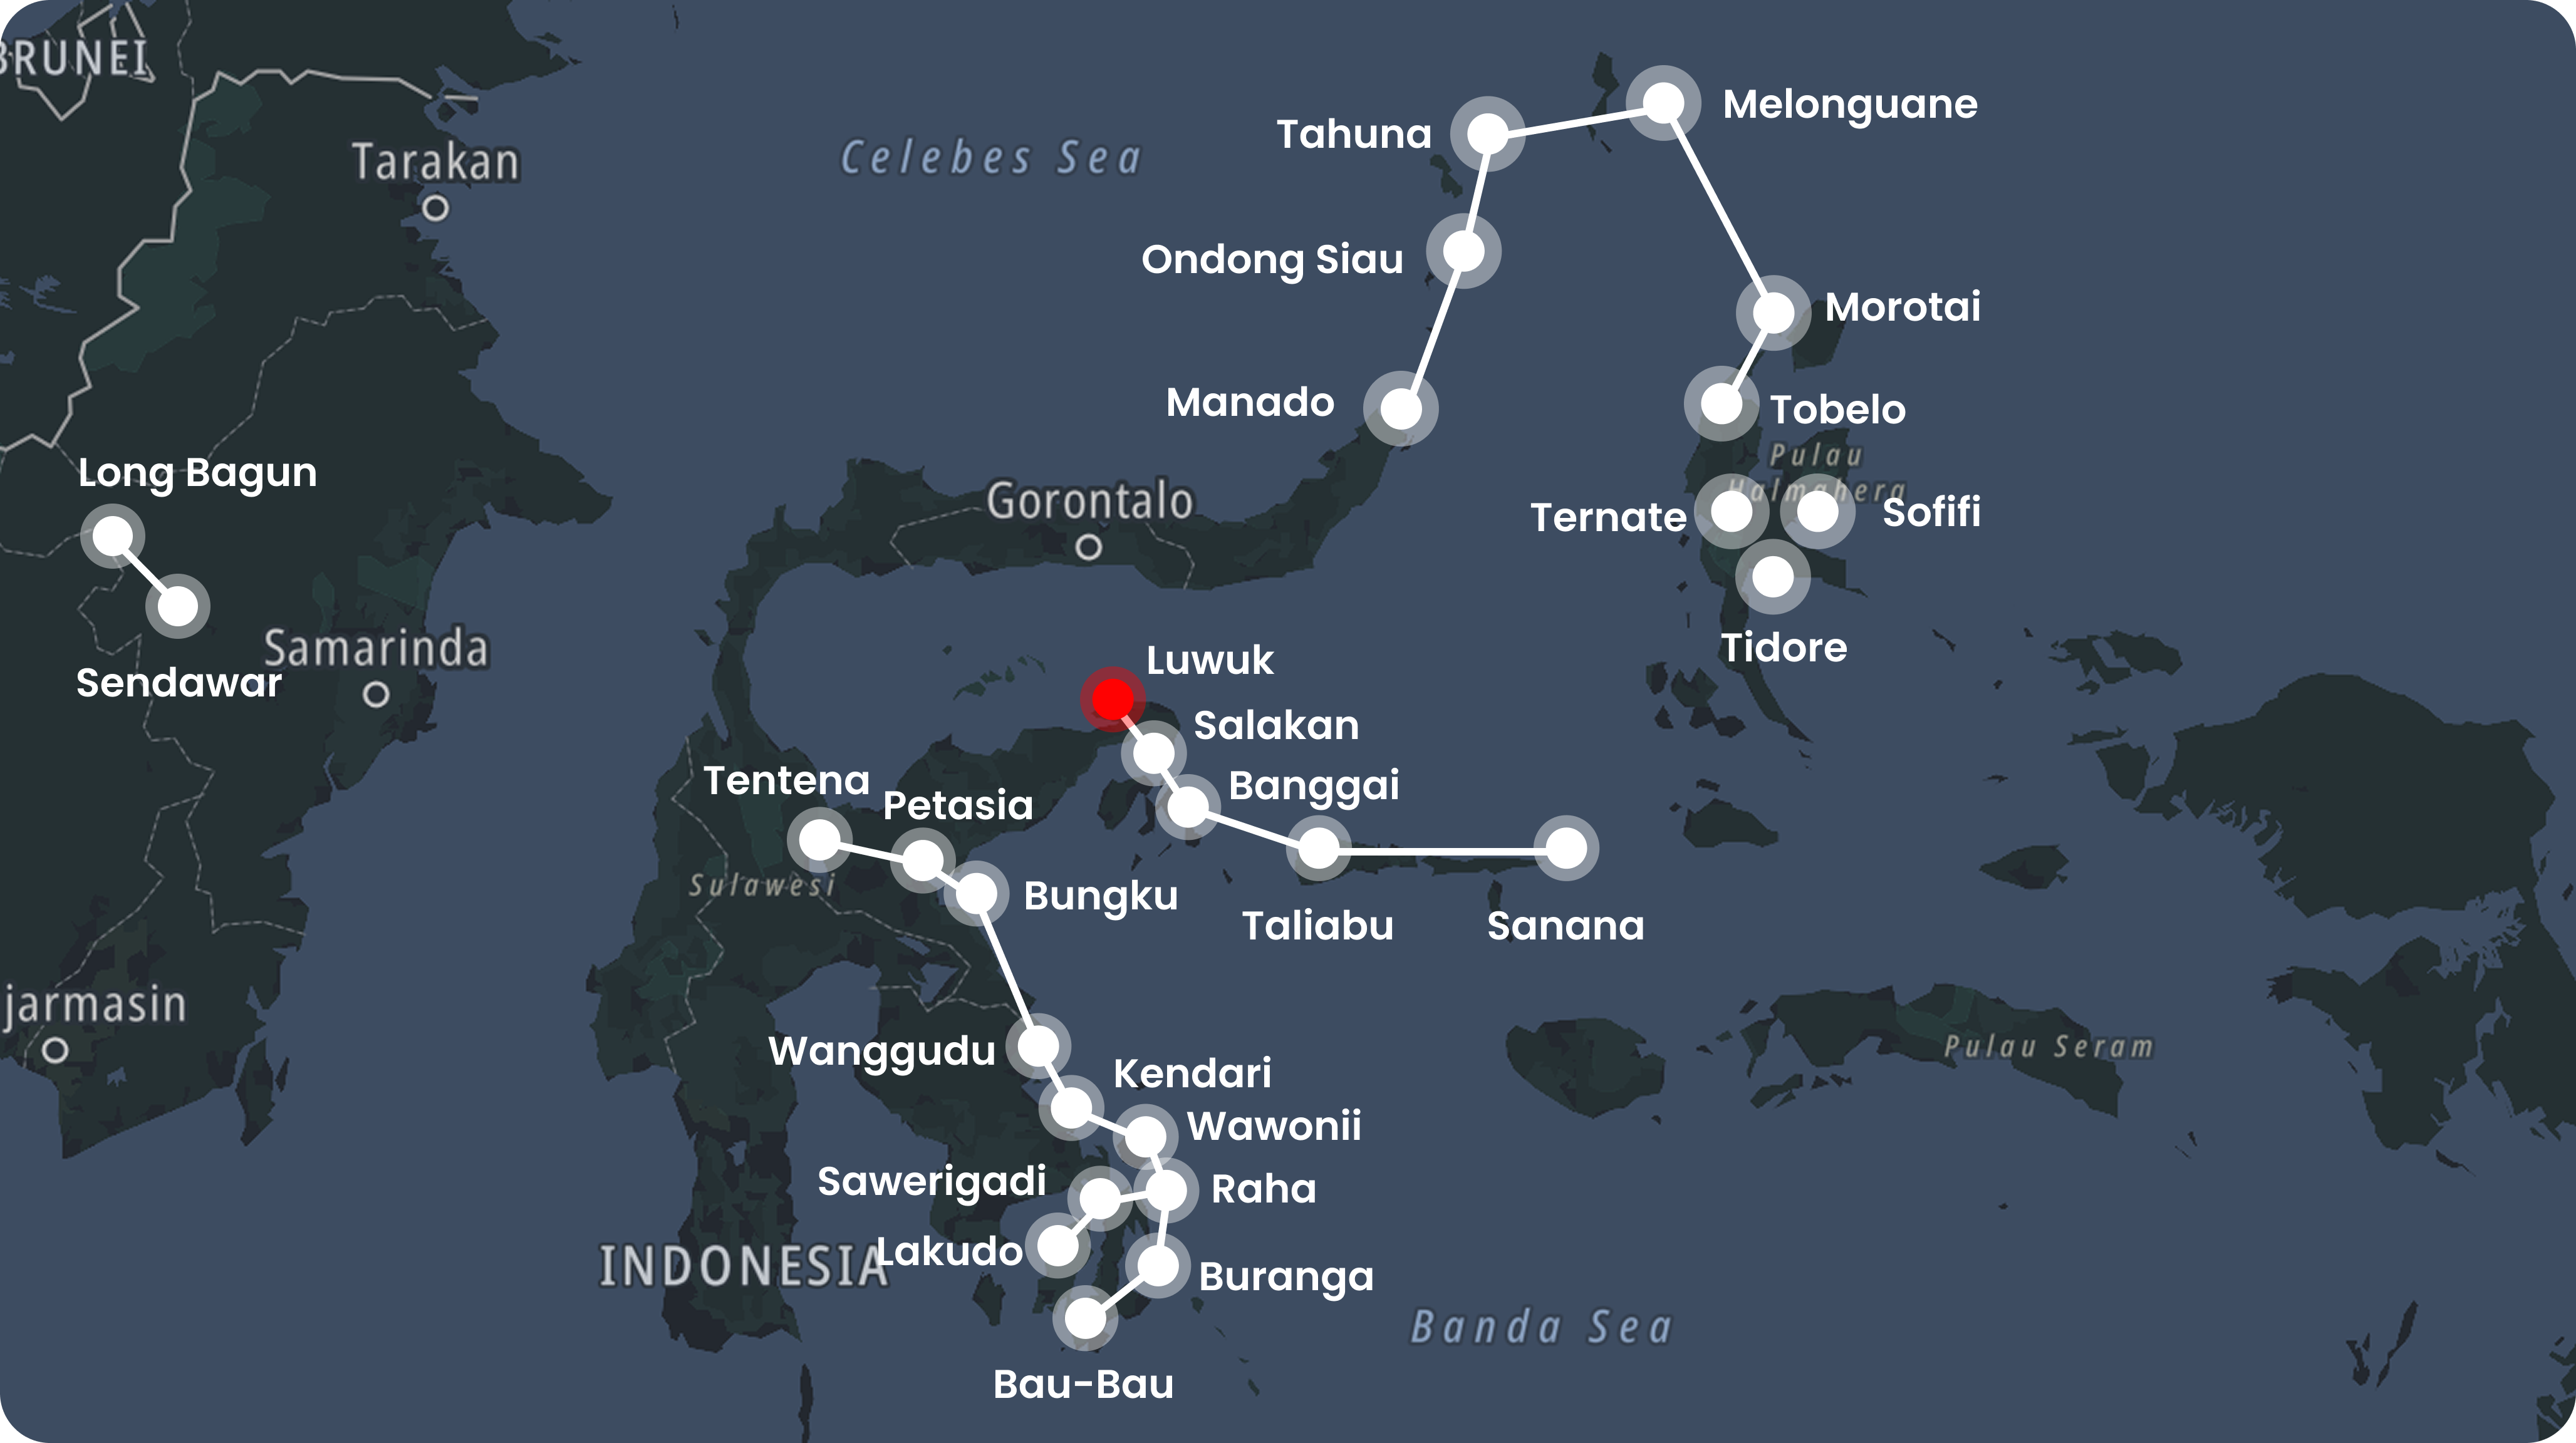 BRUNEI
Tarakan
Celebes Sea
Tahuna
Melonguane
Ondong Siau
Morotai
Manado
Tobelo
Pulau
Halmahera
Long Bagun
Gorontalo
Ternate
Sofifi
Samarinda
Sendawar
Tidore
Luwuk
Salakan
Tentena
Petasia
Banggai
Sulawesi
Bungku
Taliabu
Sanana
jarmasin
Wanggudu
Kendari
Pulau Seram
Wawonii
Sawerigadi
Raha
INDONESIA
Lakudo
Buranga
Banda Sea
Bau-Bau